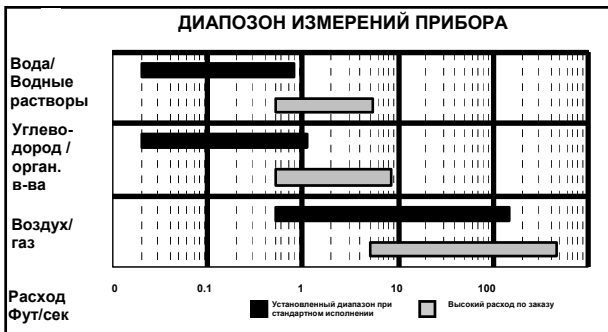 ДИАПОЗОН ИЗМЕРЕНИЙ ПРИБОРА
Вода/
Водные
растворы
Углево-
дород /
орган.
в-ва
Воздух/
газ
Расход
Фут/сек
0 0.1 1 10 100
Установленный диапазон при
стандартном исполнении
Высокий расход по заказу